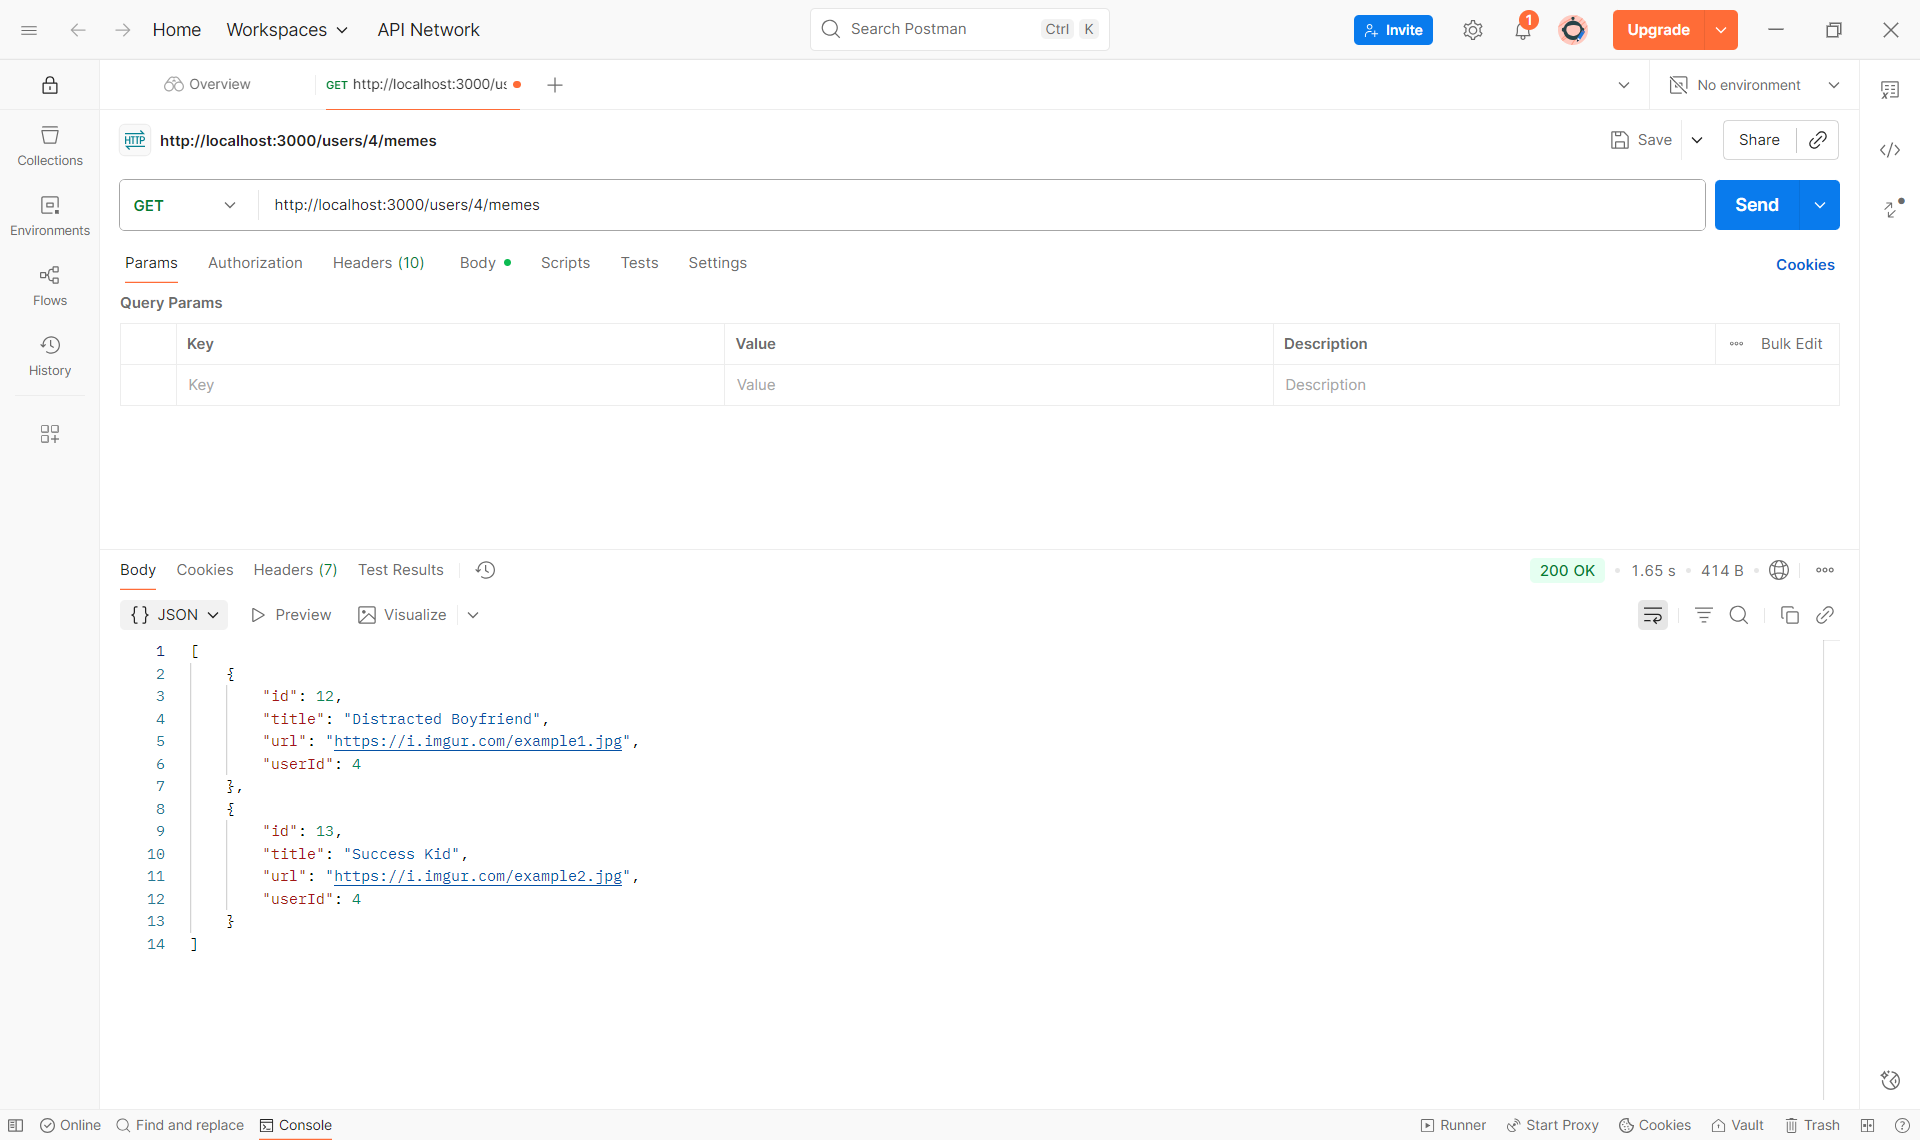 Home Workspaces API Network Search Postman Ctrl K Invite 1 Upgrade
Overview GET http://localhost:3000/us No environment
HTTP http://localhost:3000/users/4/memes Save Share
GET http://localhost:3000/users/4/memes Send
Params Authorization Headers (10) Body Scripts Tests Settings Cookies
Query Params
Key Value Description Bulk Edit
Key Value Description
Collections
Environments
Flows
History
Body Cookies Headers (7) Test Results 200 OK 1.65 s 414 B
{} JSON Preview Visualize
1 [
2 {
3 "id": 12,
4 "title": "Distracted Boyfriend",
5 "url": "https://i.imgur.com/example1.jpg",
6 "userId": 4
7 },
8 {
9 "id": 13,
10 "title": "Success Kid",
11 "url": "https://i.imgur.com/example2.jpg",
12 "userId": 4
13 }
14 ]
Online Find and replace Console Runner Start Proxy Cookies Vault Trash